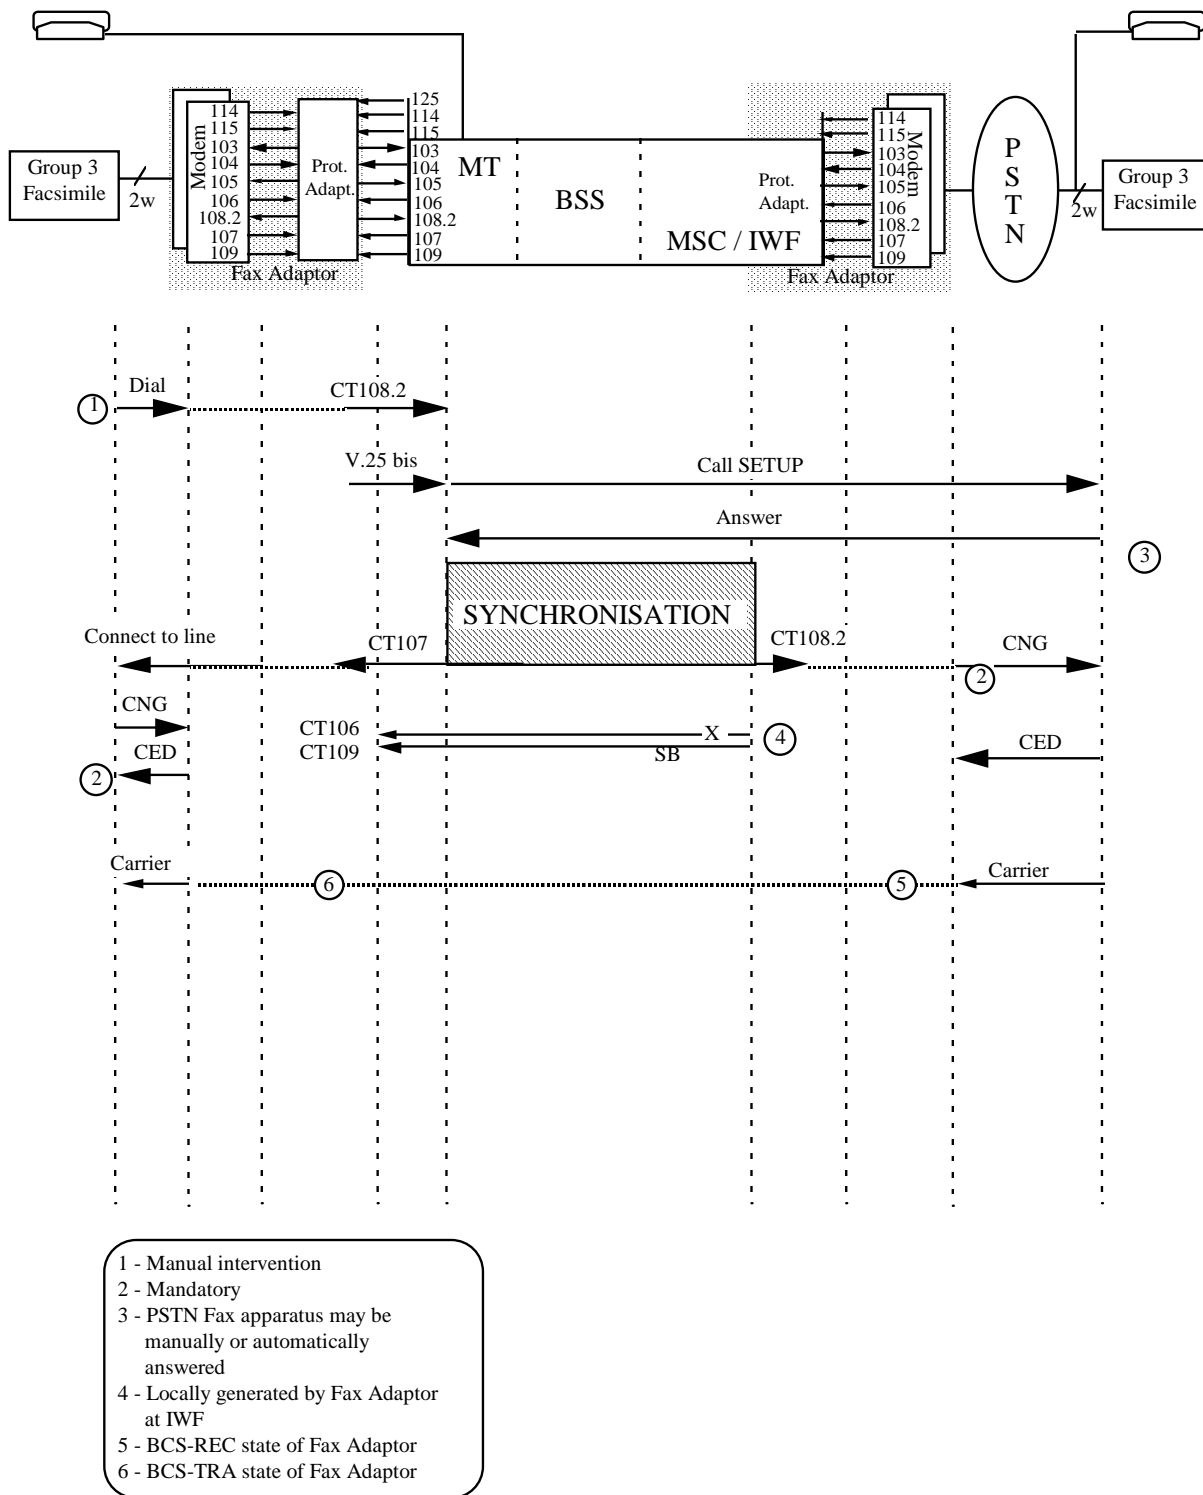 125
114
115
114
115
103
104
105
106
108.2
107
109
Modem
Prot.
Adapt.
103
104
105
106
108.2
107
109
MT
BSS
MSC / IWF
Prot.
Adapt.
114
115
103
104
105
106
108.2
107
109
Modem
P
S
T
N
Group 3
Facsimile
2w
Group 3
Facsimile
2w
Fax Adaptor
Fax Adaptor
Dial
CT108.2
1
V.25 bis
Call SETUP
Answer
3
SYNCHRONISATION
Connect to line
CT107
CT108.2
CNG
2
CNG
CT106
X
4
CT109
SB
CED
CED
2
Carrier
6
5
Carrier
1 - Manual intervention
2 - Mandatory
3 - PSTN Fax apparatus may be
manually or automatically
answered
4 - Locally generated by Fax Adaptor
at IWF
5 - BCS-REC state of Fax Adaptor
6 - BCS-TRA state of Fax Adaptor